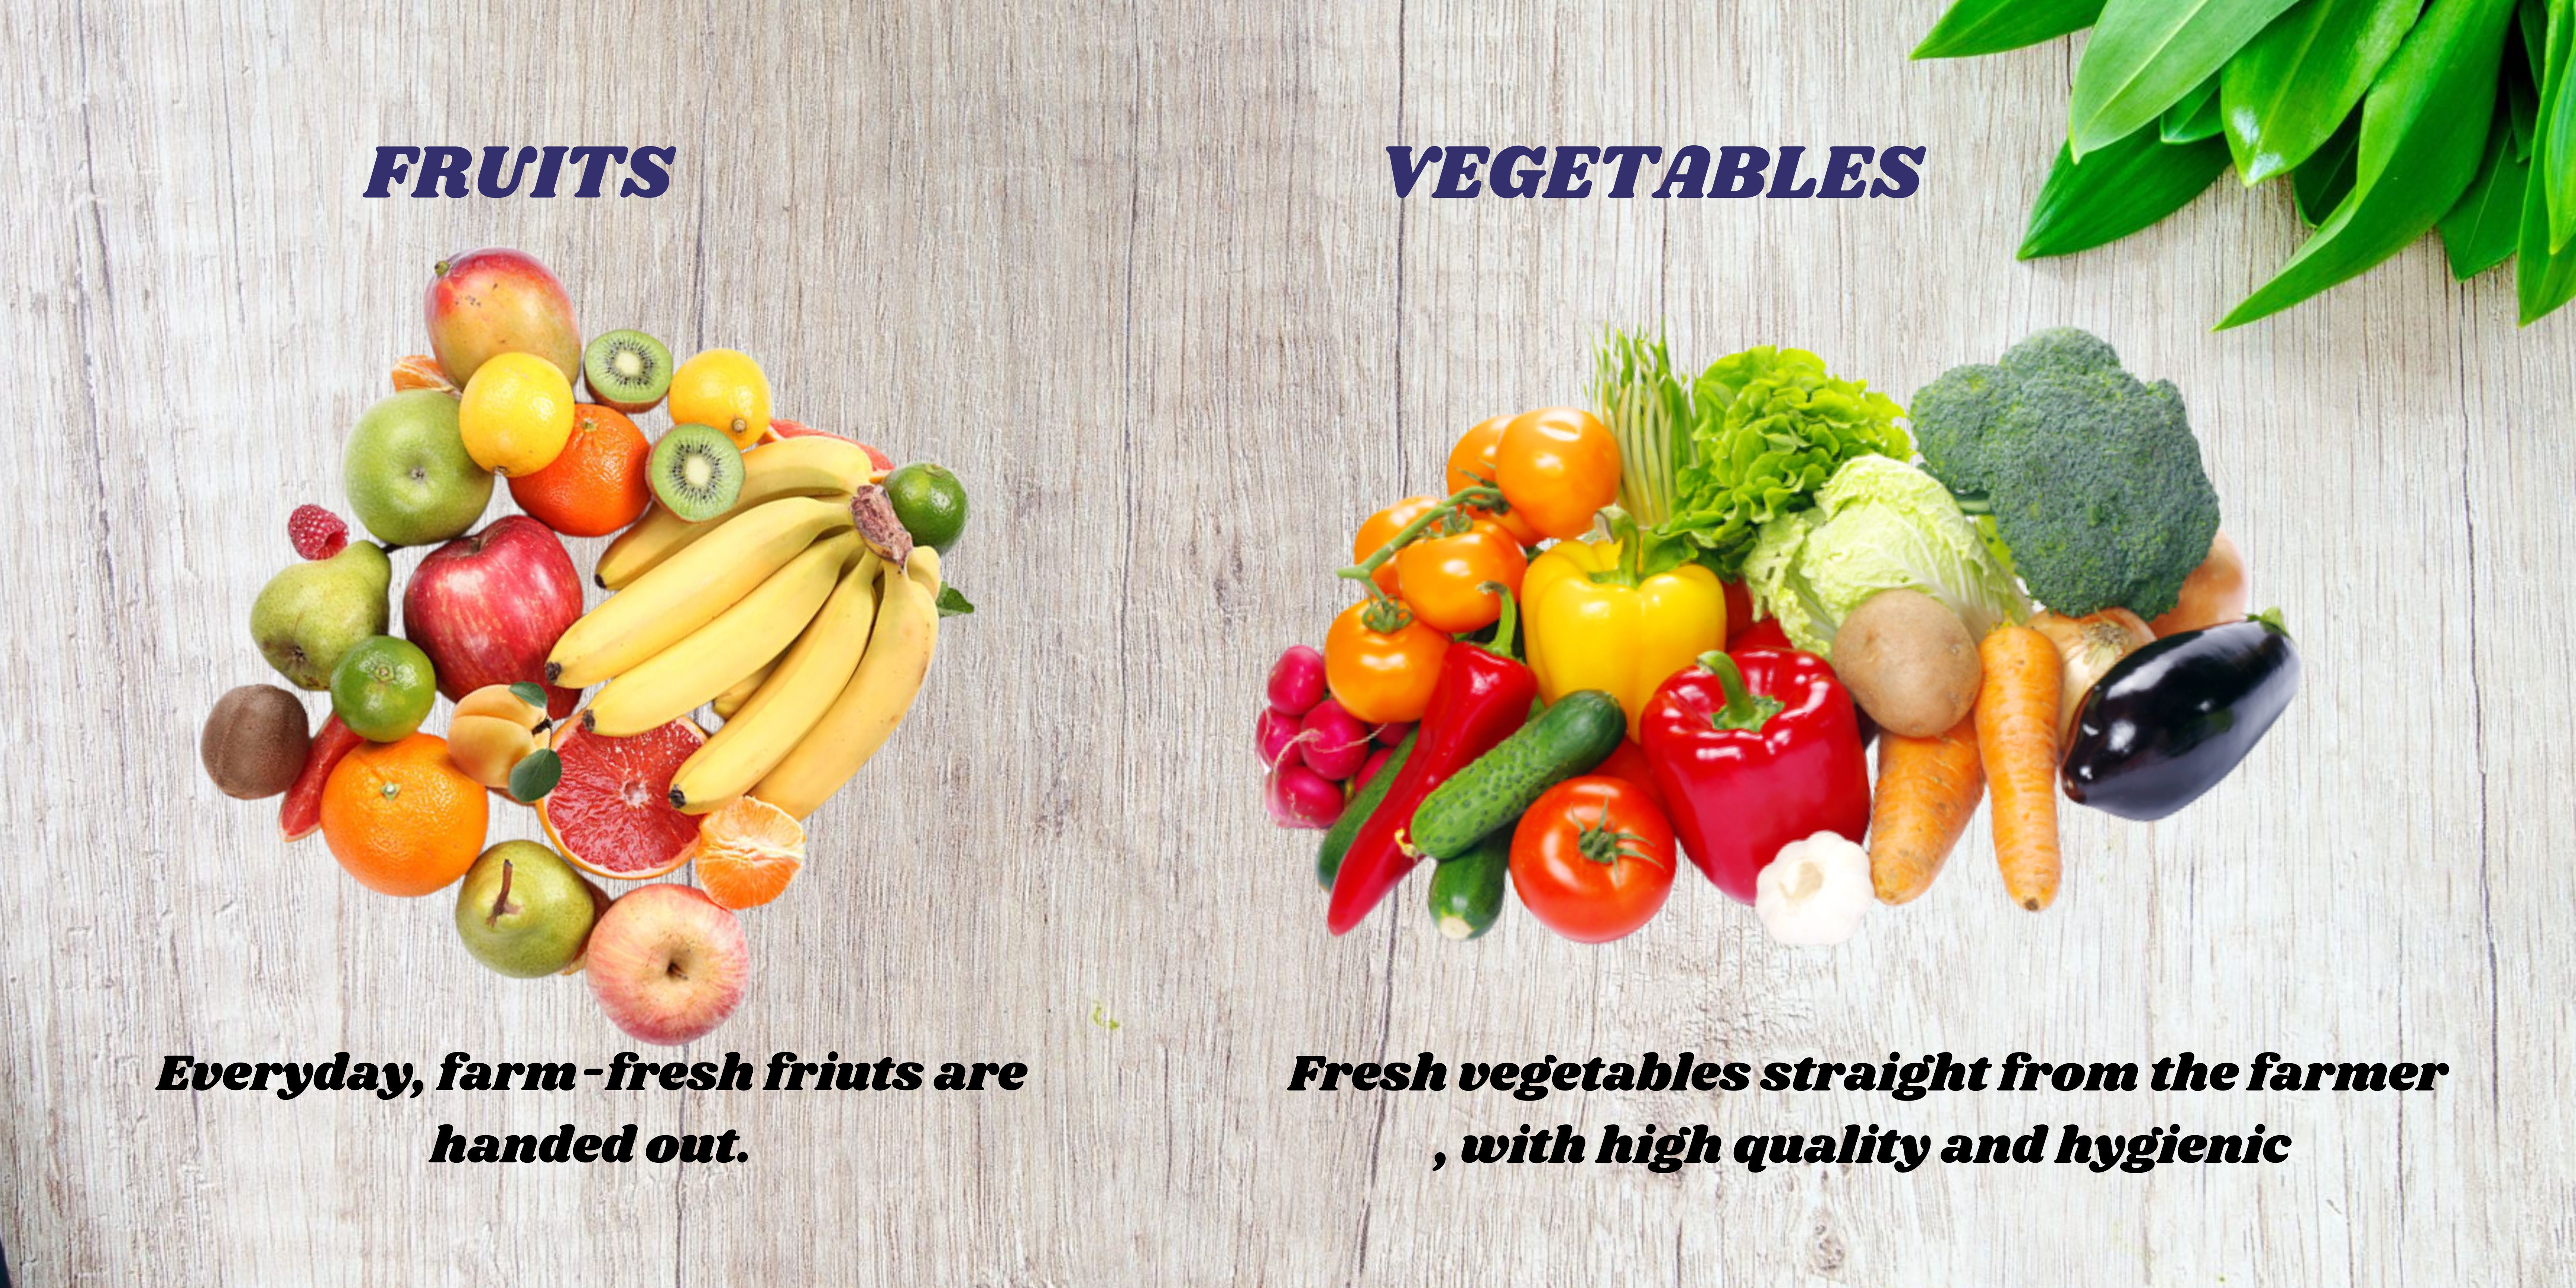 FRUITS
VEGETABLES
Everyday, farm-fresh friuts are
handed out.
Fresh vegetables straight from the farmer
, with high quality and hygienic